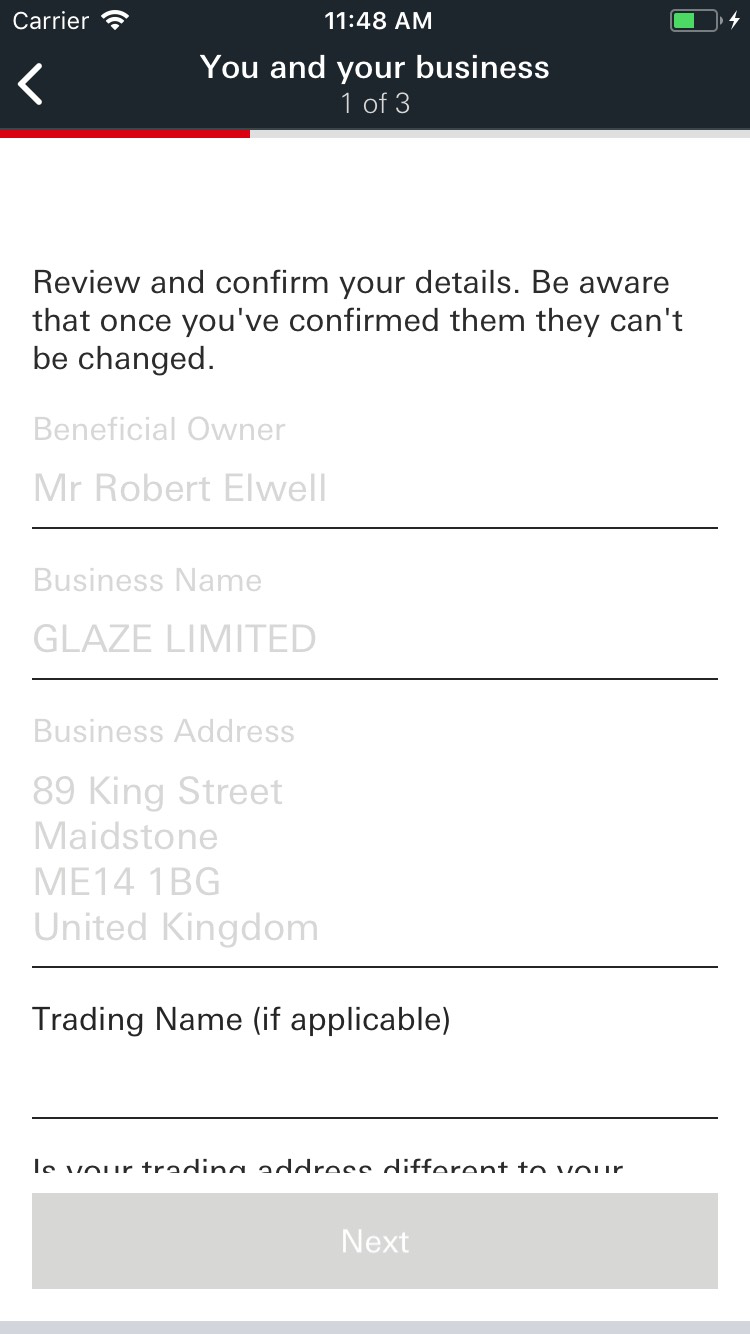 Carrier 11:48 AM
You and your business
1 of 3
Review and confirm your details. Be aware
that once you've confirmed them they can't
be changed.
Beneficial Owner
Mr Robert Elwell
Business Name
GLAZE LIMITED
Business Address
89 King Street
Maidstone
ME14 1BG
United Kingdom
Trading Name (if applicable)
Is your trading address different to your
Next